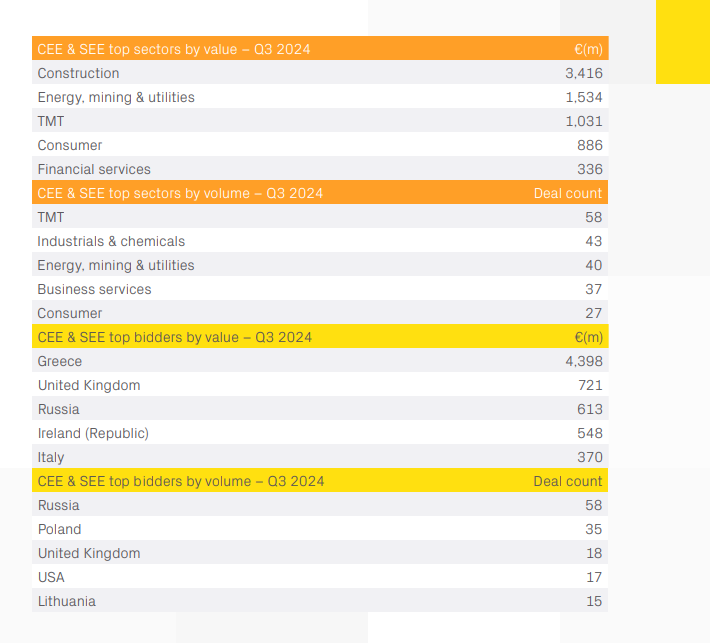 CEE & SEE top sectors by value – Q3 2024 €(m)
Construction 3,416
Energy, mining & utilities 1,534
TMT 1,031
Consumer 886
Financial services 336
CEE & SEE top sectors by volume – Q3 2024 Deal count
TMT 58
Industrials & chemicals 43
Energy, mining & utilities 40
Business services 37
Consumer 27
CEE & SEE top bidders by value – Q3 2024 €(m)
Greece 4,398
United Kingdom 721
Russia 613
Ireland (Republic) 548
Italy 370
CEE & SEE top bidders by volume – Q3 2024 Deal count
Russia 58
Poland 35
United Kingdom 18
USA 17
Lithuania 15